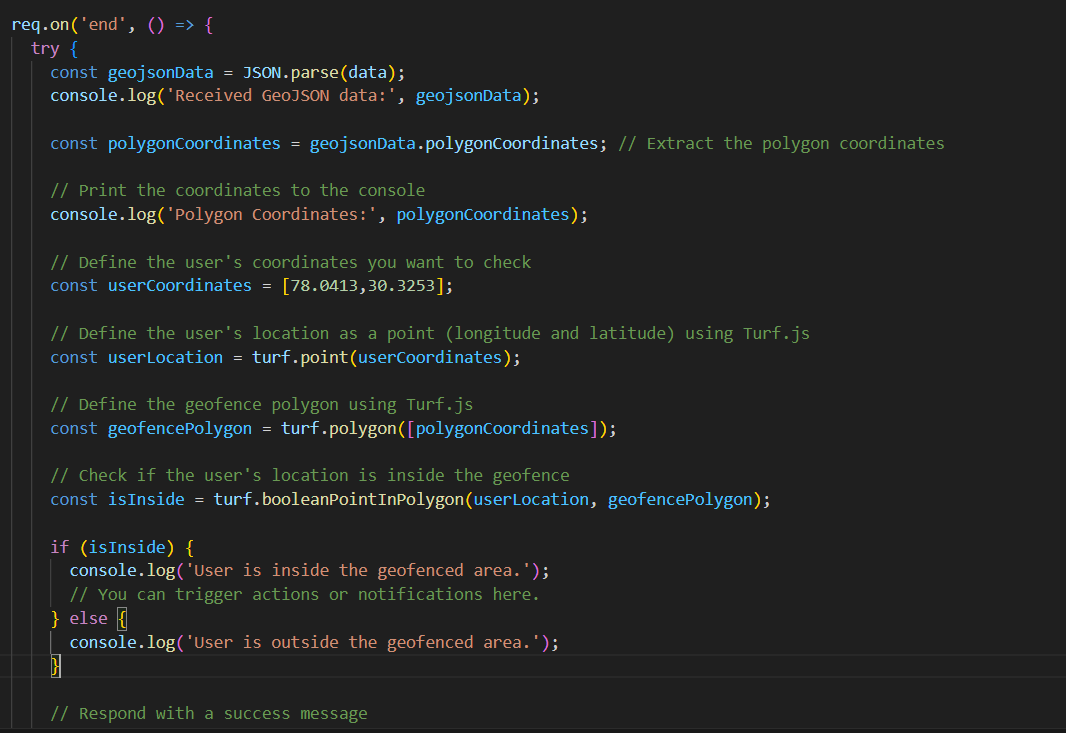 req.on('end', () => {
try {
const geojsonData = JSON.parse(data);
console.log('Received GeoJSON data:', geojsonData);
const polygonCoordinates = geojsonData.polygonCoordinates; // Extract the polygon coordinates
// Print the coordinates to the console
console.log('Polygon Coordinates:', polygonCoordinates);
// Define the user's coordinates you want to check
const userCoordinates = [78.0413,30.3253];
// Define the user's location as a point (longitude and latitude) using Turf.js
const userLocation = turf.point(userCoordinates);
// Define the geofence polygon using Turf.js
const geofencePolygon = turf.polygon([polygonCoordinates]);
// Check if the user's location is inside the geofence
const isInside = turf.booleanPointInPolygon(userLocation, geofencePolygon);
if (isInside) {
console.log('User is inside the geofenced area.');
// You can trigger actions or notifications here.
} else {
console.log('User is outside the geofenced area.');
}
// Respond with a success message